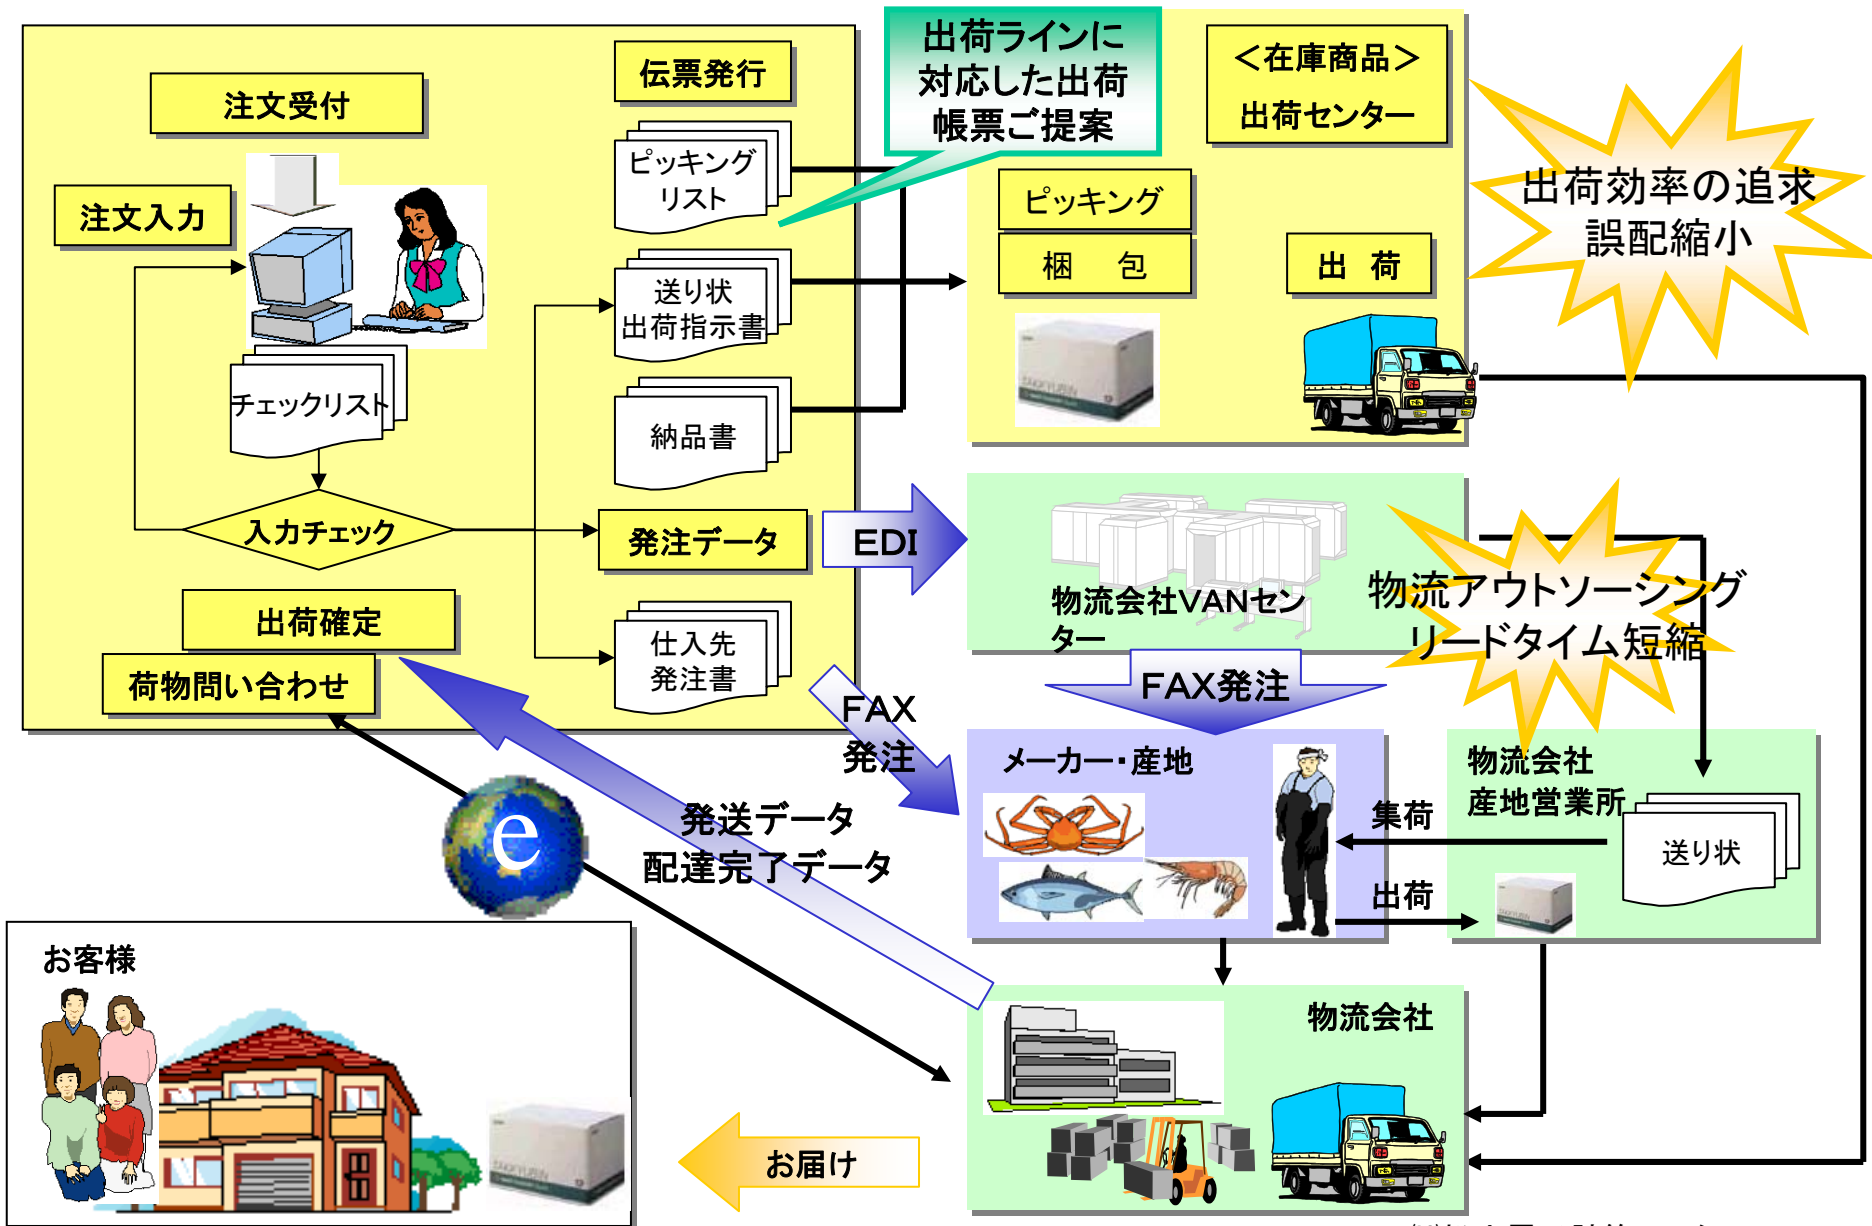 注文受付
注文入力
チェックリスト
入力チェック
出荷確定
荷物問い合わせ
伝票発行
ピッキング
リスト
送り状
出荷指示書
納品書
発注データ
仕入先
発注書
出荷ラインに
対応した出荷
帳票ご提案
＜在庫商品＞
出荷センター
ピッキング
梱　包
出 荷
出荷効率の追求
誤配縮小
EDI
物流会社VANセン
ター
物流アウトソーシング
リードタイム短縮
FAX発注
FAX
発注
メーカー・産地
物流会社
産地営業所
集荷
出荷
送り状
発送データ
配達完了データ
e
お客様
お届け
物流会社